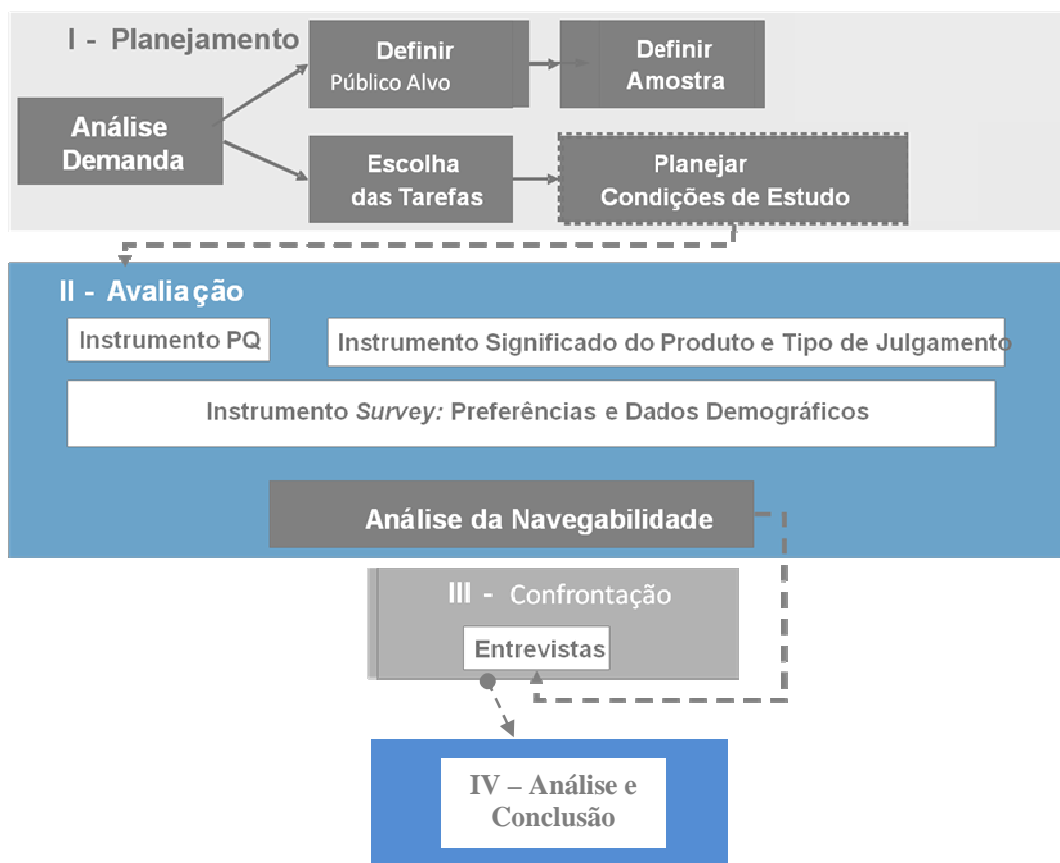 I - Planejamento
Definir
Público Alvo
Definir
Amostra
Análise
Demanda
Escolha
das Tarefas
Planejar
Condições de Estudo
II - Avaliação
Instrumento PQ
Instrumento Significado do Produto e Tipo de Julgamento
Instrumento Survey: Preferências e Dados Demográficos
Análise da Navegabilidade
III - Confrontação
Entrevistas
IV – Análise e
Conclusão